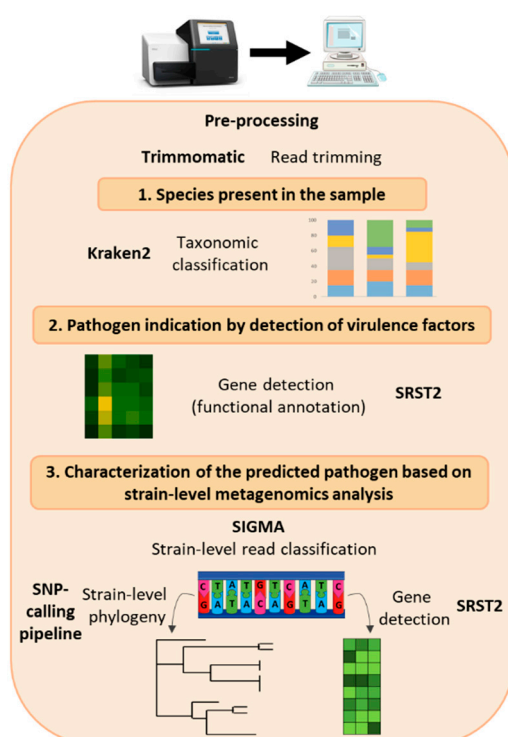 Pre-processing
Trimmomatic Read trimming
1. Species present in the sample
Kraken2
Taxonomic
classification
100
80
60
40
20
0
2. Pathogen indication by detection of virulence factors
Gene detection
(functional annotation)
SRST2
3. Characterization of the predicted pathogen based on
strain-level metagenomics analysis
SIGMA
Strain-level read classification
SNP-
calling
pipeline
Strain-level
phylogeny
C T A T G T C A T C
G A T A C A G T A G
Gene
detection
SRST2